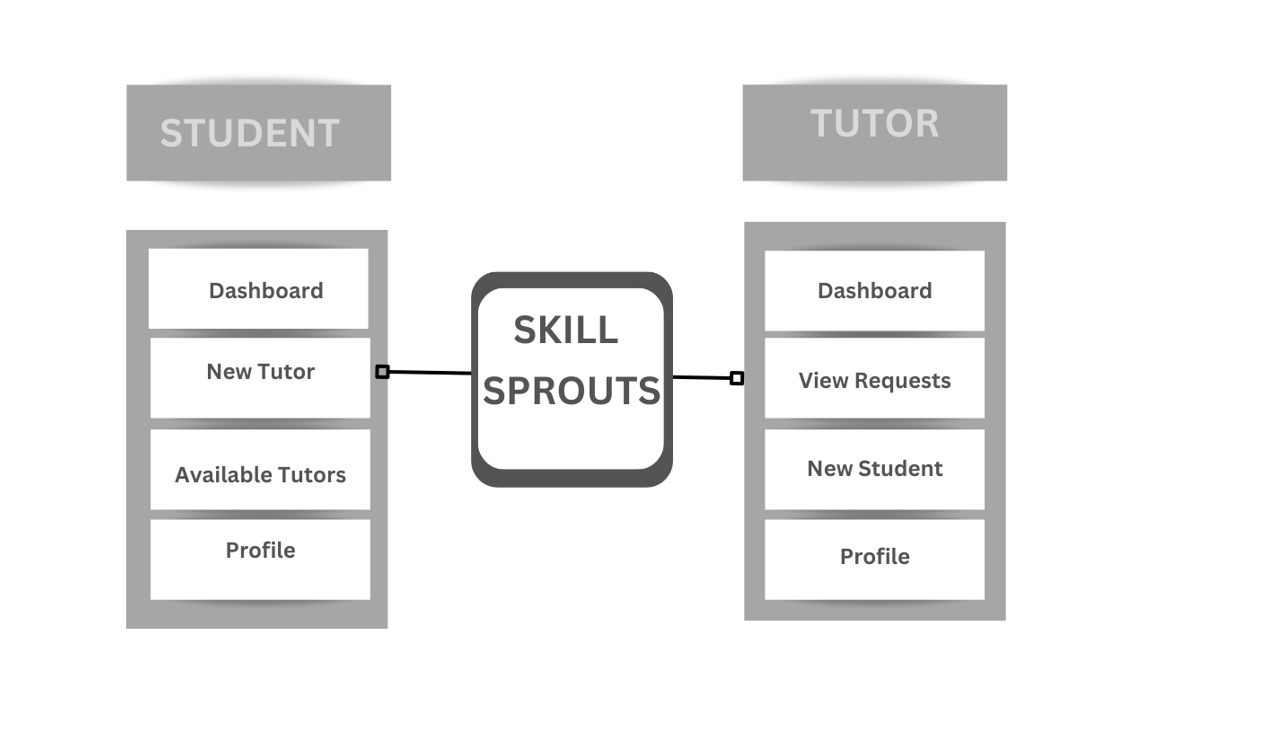 STUDENT
Dashboard
New Tutor
Available Tutors
Profile
SKILL
SPROUTS
TUTOR
Dashboard
View Requests
New Student
Profile